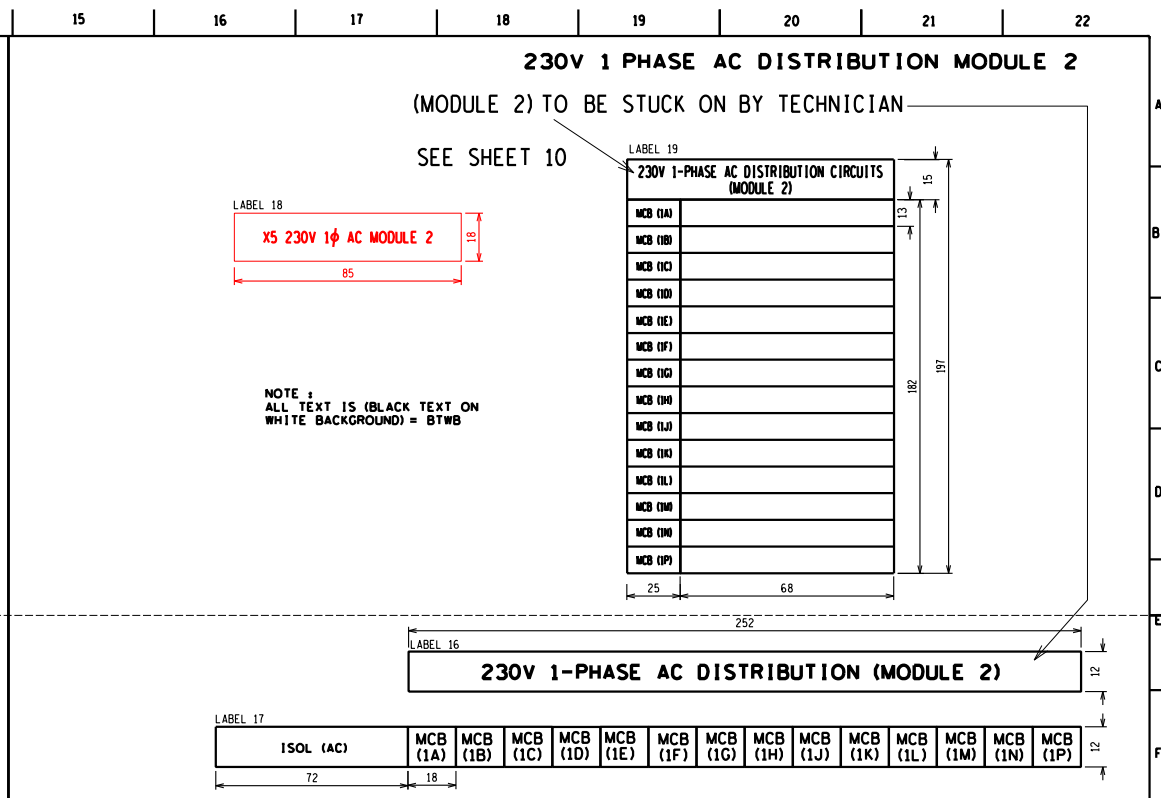 15 16 17 18 19 20 21 22
230V 1 PHASE AC DISTRIBUTION MODULE 2
(MODULE 2) TO BE STUCK ON BY TECHNICIAN
A
SEE SHEET 10
LABEL 19
230V 1-PHASE AC DISTRIBUTION CIRCUITS
(MODULE 2)
15
LABEL 18
X5 230V 1ϕ AC MODULE 2
18
85
MCB (1A)
13
B
MCB (1B)
MCB (1C)
MCB (1D)
MCB (1E)
MCB (1F)
C
MCB (1G)
182
197
NOTE :
ALL TEXT IS (BLACK TEXT ON
WHITE BACKGROUND) = BTWB
MCB (1H)
MCB (1J)
MCB (1K)
MCB (1L)
D
MCB (1M)
MCB (1N)
MCB (1P)
25 68
E
252
LABEL 16
230V 1-PHASE AC DISTRIBUTION (MODULE 2)
12
LABEL 17
ISOL (AC)
MCB (1A)
MCB (1B)
MCB (1C)
MCB (1D)
MCB (1E)
MCB (1F)
MCB (1G)
MCB (1H)
MCB (1J)
MCB (1K)
MCB (1L)
MCB (1M)
MCB (1N)
MCB (1P)
12
F
72 18